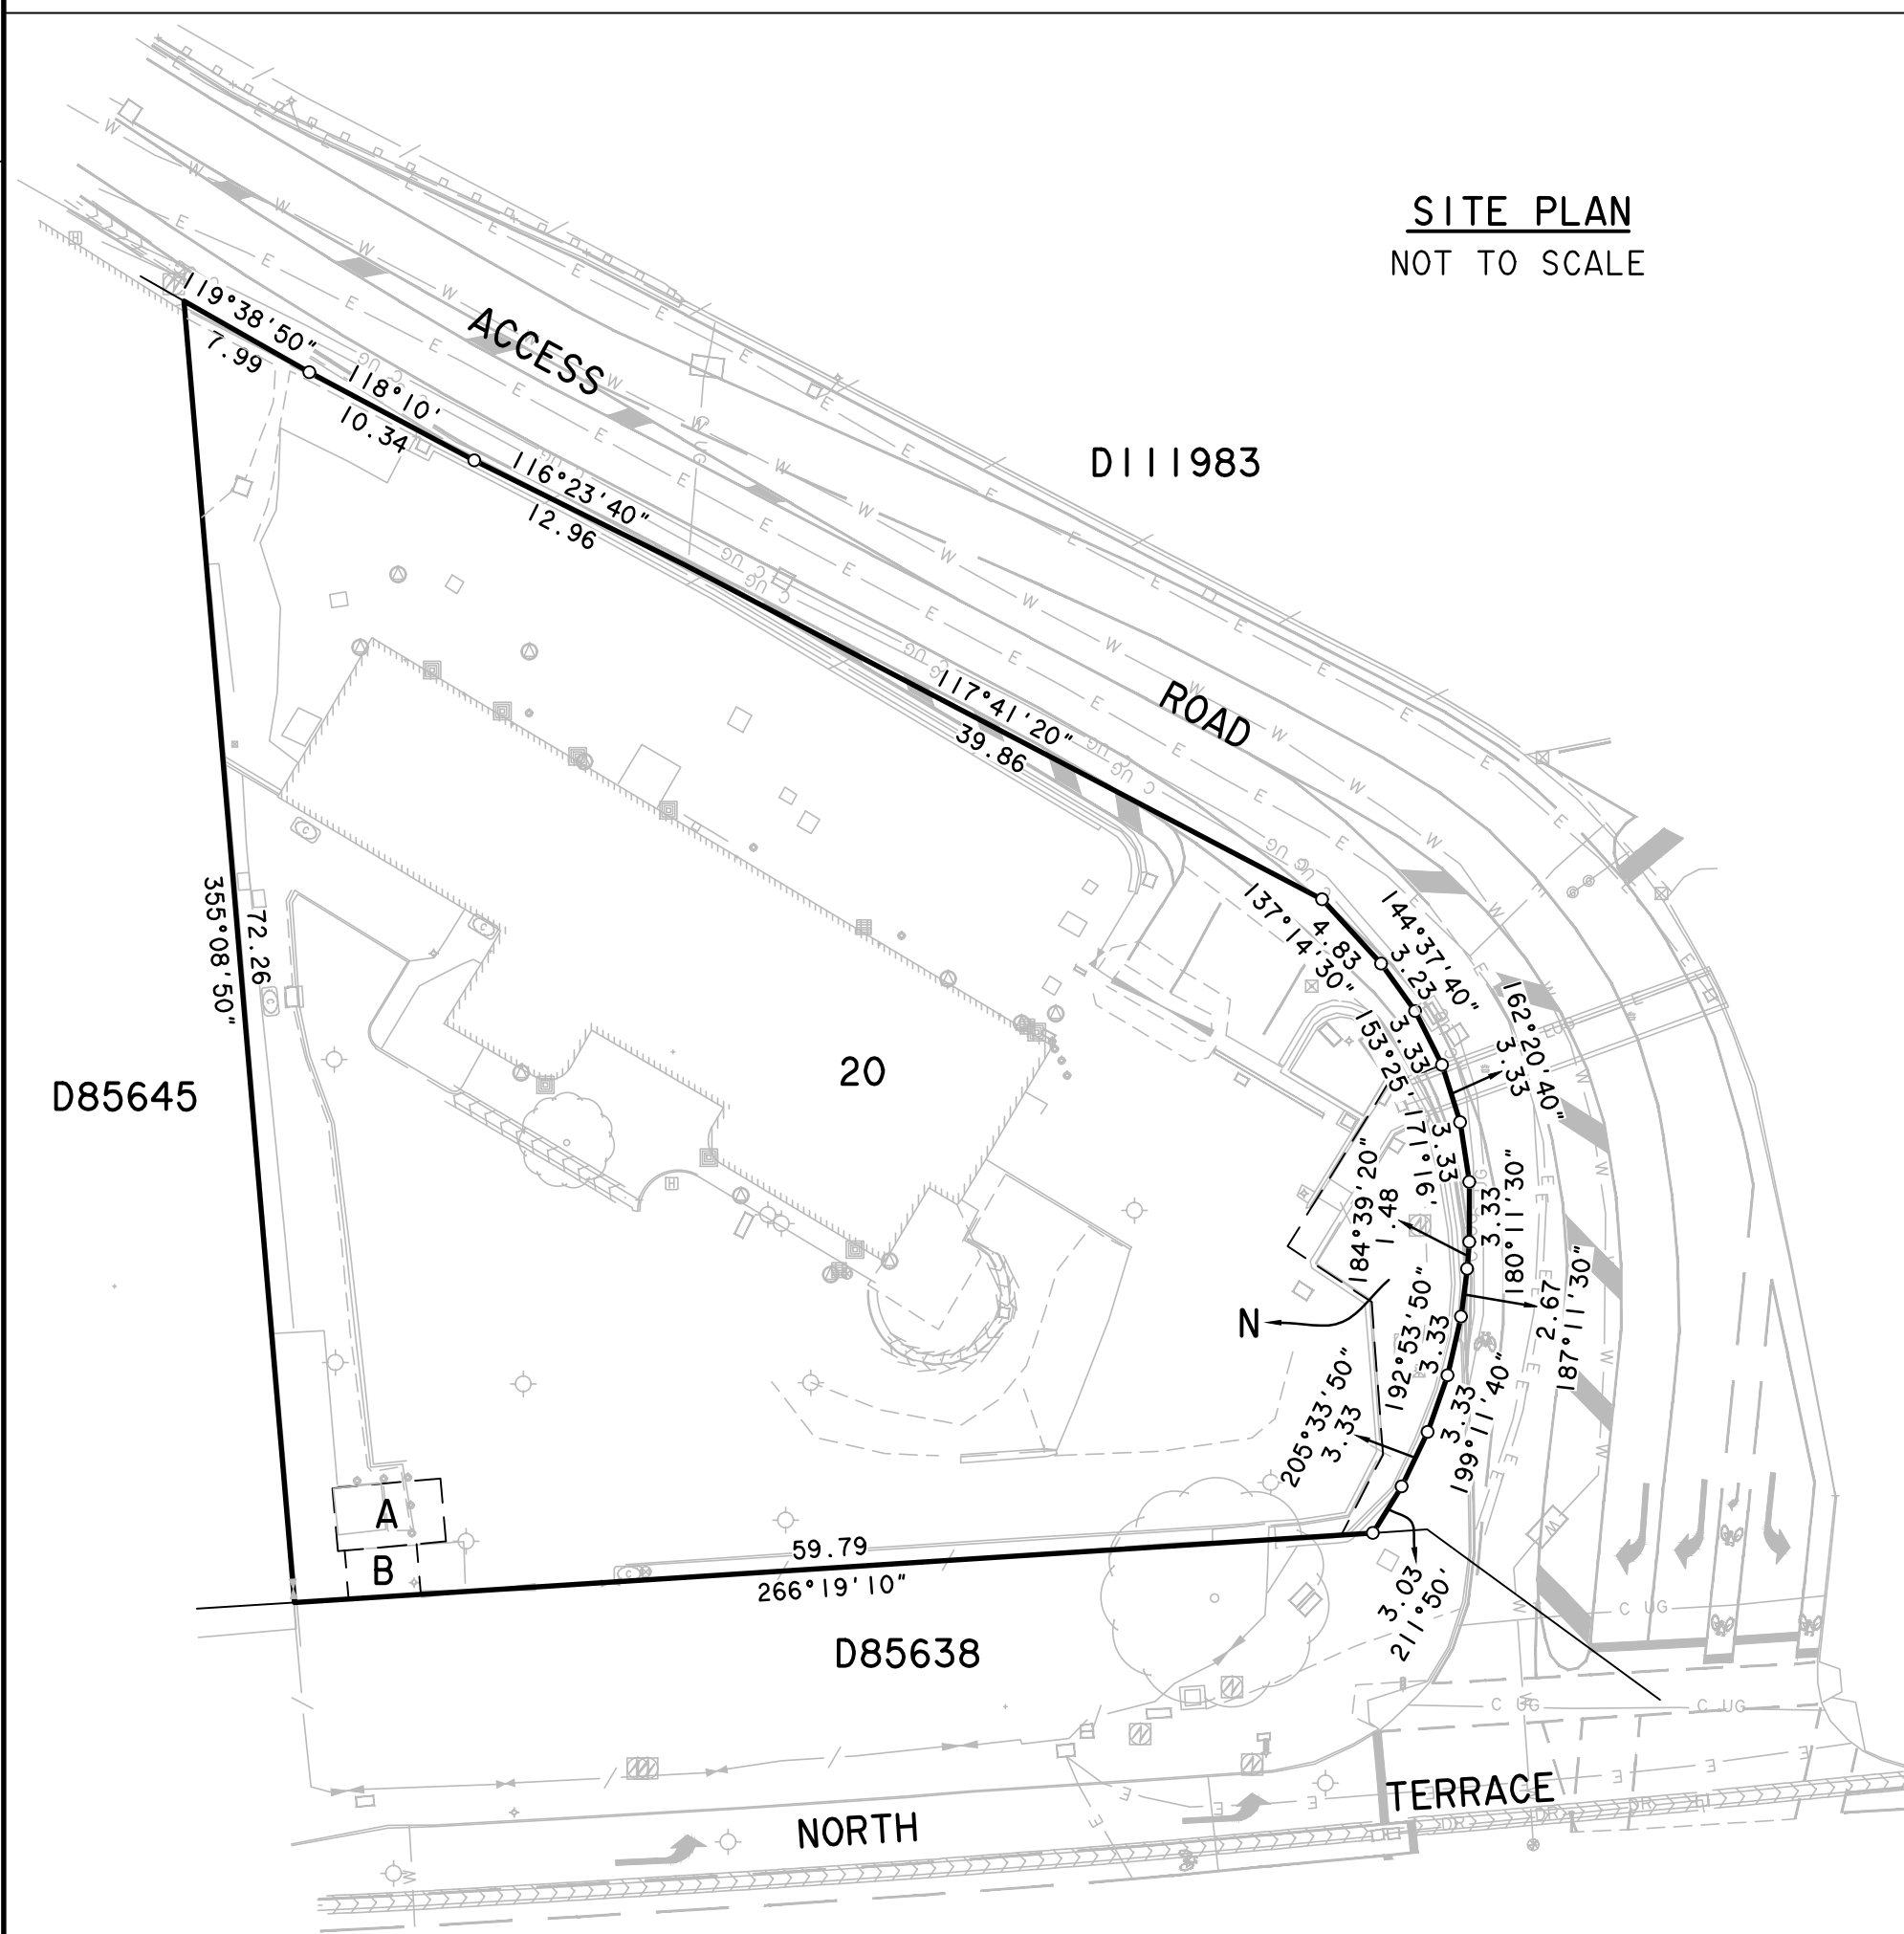 SITE PLAN
NOT TO SCALE
119°38'50"
7.99
118°10'
10.34
116°23'40"
12.96
ACCESS
ROAD
D111983
117°41'20"
39.86
137°14'30"
4.83
144°37'40"
3.23
153°25'
3.33
162°20'40"
3.33
171°16'
3.33
180°11'30"
3.33
184°39'20"
1.48
187°11'30"
2.67
192°53'50"
3.33
199°11'40"
3.33
205°33'50"
3.33
3.03
211°50'
N
355°08'50"
72.26
20
D85645
A
B
59.79
266°19'10"
D85638
NORTH
TERRACE
C UG
C UG
C UG